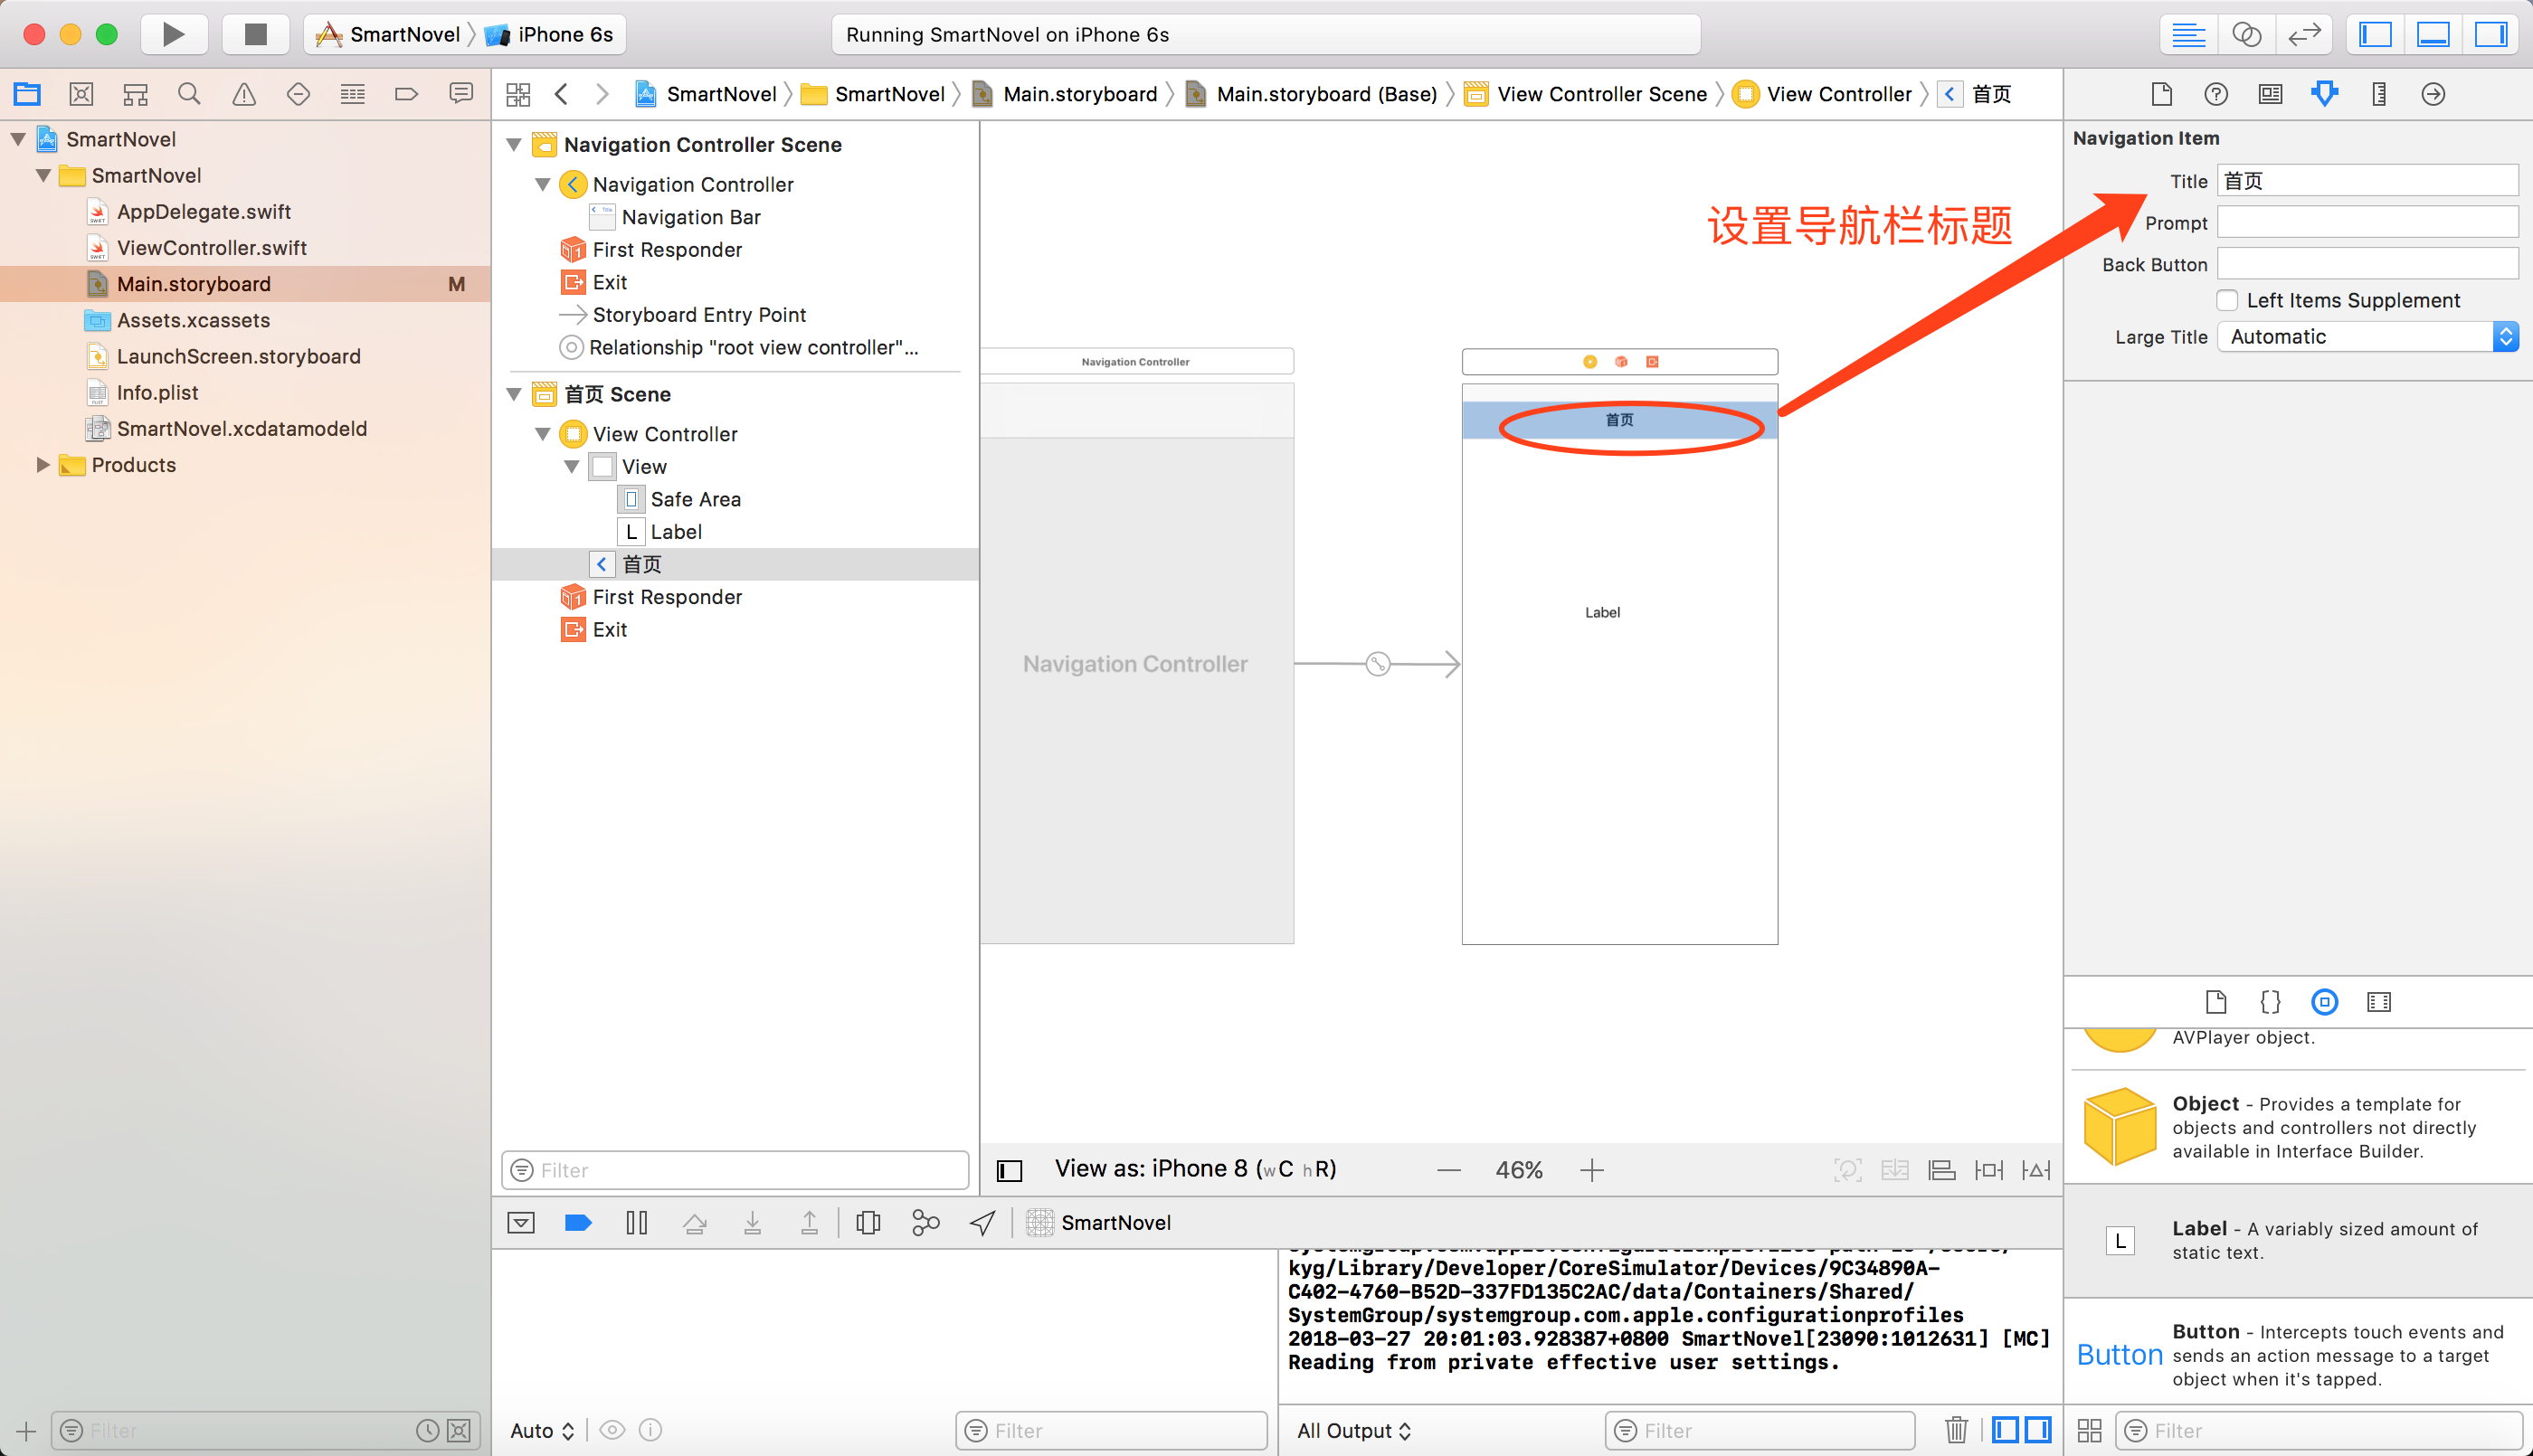 SmartNovel
iPhone 6s
Running SmartNovel on iPhone 6s
SmartNovel
SmartNovel
Main.storyboard
Main.storyboard (Base)
View Controller Scene
View Controller
首页
SmartNovel
SmartNovel
AppDelegate.swift
ViewController.swift
Main.storyboard
M
Assets.xcassets
LaunchScreen.storyboard
Info.plist
SmartNovel.xcdatamodeld
Products
Filter
Navigation Controller Scene
Navigation Controller
Navigation Bar
First Responder
Exit
Storyboard Entry Point
Relationship "root view controller"...
首页 Scene
View Controller
View
Safe Area
L Label
首页
First Responder
Exit
Filter
Navigation Controller
Navigation Controller
首页
Label
设置导航栏标题
View as: iPhone 8 (wC hR)
46%
Navigation Item
Title 首页
Prompt
Back Button
Left Items Supplement
Large Title Automatic
AVPlayer object.
Object - Provides a template for
objects and controllers not directly
available in Interface Builder.
L
Label - A variably sized amount of
static text.
Button
Button - Intercepts touch events and
sends an action message to a target
object when it's tapped.
Filter
SmartNovel
kyg/Library/Developer/CoreSimulator/Devices/9C34890A-
C402-4760-B52D-337FD135C2AC/data/Containers/Shared/
SystemGroup/systemgroup.com.apple.configurationprofiles
2018-03-27 20:01:03.928387+0800 SmartNovel[23090:1012631] [MC]
Reading from private effective user settings.
Auto
Filter
All Output
Filter